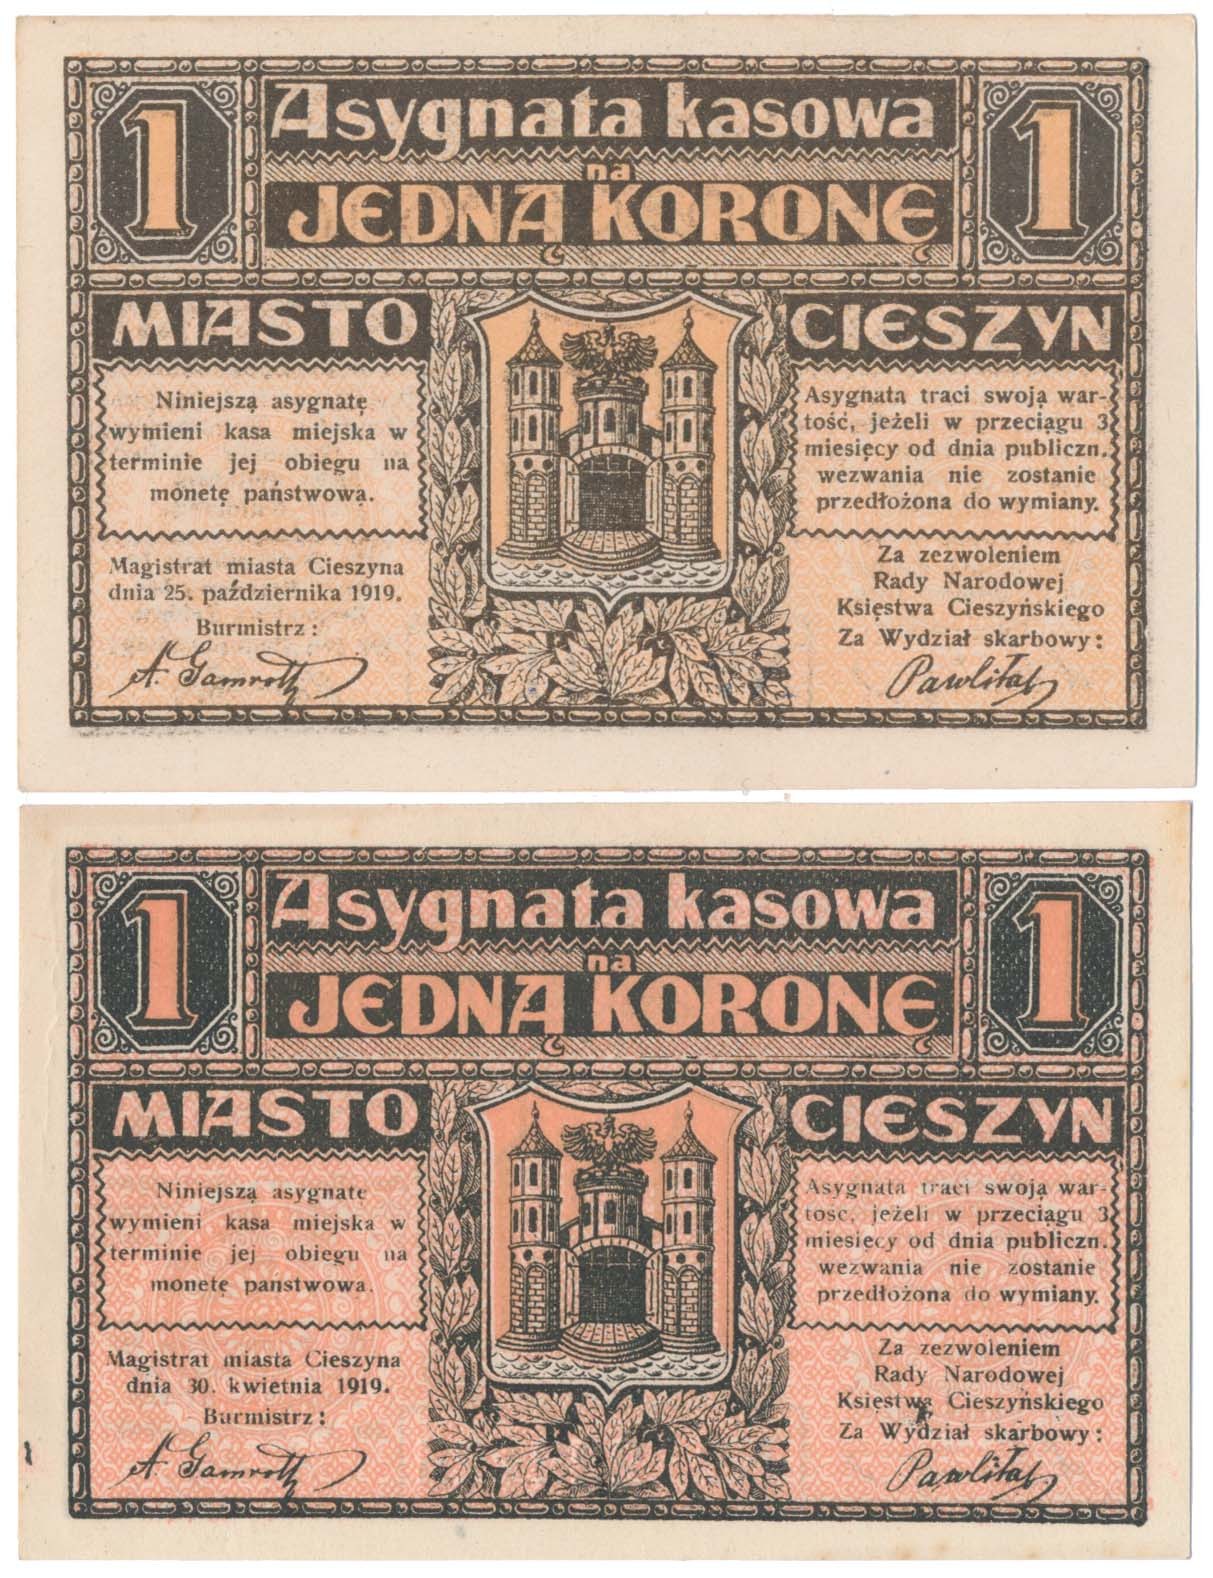 1
Asygnata kasowa
na
JEDNĄ KORONĘ
1
MIASTO
CIESZYN
Niniejszą asygnatę
wymieni kasa miejska w
terminie jej obiegu na
monetę państwową.
Magistrat miasta Cieszyna
dnia 25. października 1919.
Burmistrz:
A. Gamroth
Asygnata traci swoją war-
tość, jeżeli w przeciągu 3
miesięcy od dnia publiczn.
wezwania nie zostanie
przedłożona do wymiany.
Za zezwoleniem
Rady Narodowej
Księstwa Cieszyńskiego
Za Wydział skarbowy:
1
Asygnata kasowa
na
JEDNĄ KORONĘ
1
MIASTO
CIESZYN
Niniejszą asygnatę
wymieni kasa miejska w
terminie jej obiegu na
monetę państwową.
Magistrat miasta Cieszyna
dnia 30. kwietnia 1919.
Burmistrz:
A. Gamroth
Asygnata traci swoją war-
tość, jeżeli w przeciągu 3
miesięcy od dnia publiczn.
wezwania nie zostanie
przedłożona do wymiany.
Za zezwoleniem
Rady Narodowej
Księstwa Cieszyńskiego
Za Wydział skarbowy: